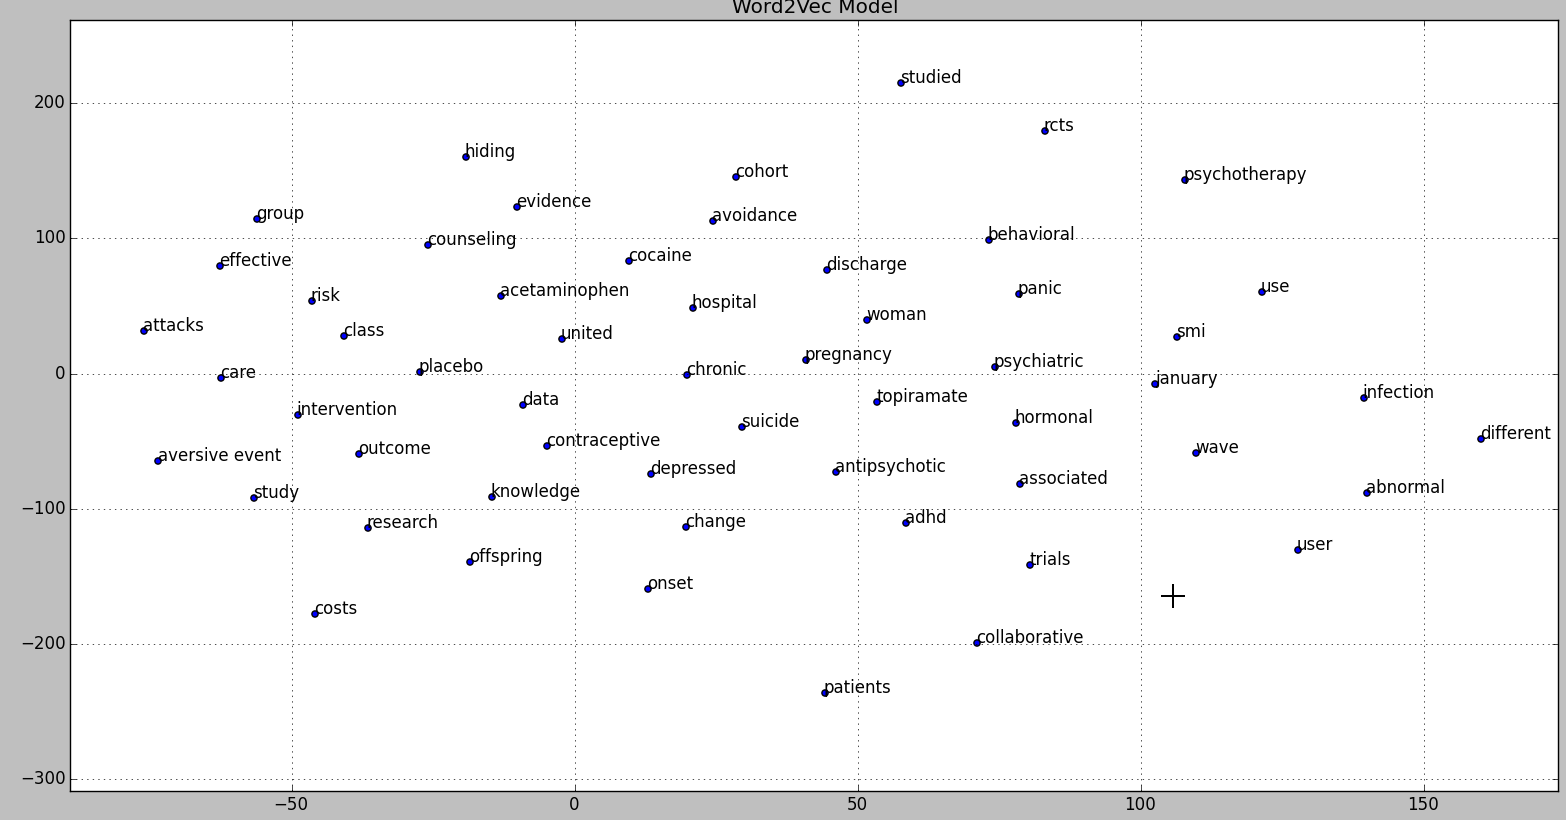 Word2Vec Model
studied
200
rcts
hiding
cohort
psychotherapy
evidence
group
avoidance
behavioral
counseling
100
cocaine
effective
discharge
use
panic
acetaminophen
risk
hospital
woman
attacks
class
smi
united
pregnancy
psychiatric
placebo
chronic
care
0
january
infection
topiramate
data
intervention
hormonal
suicide
different
contraceptive
wave
outcome
aversive event
antipsychotic
depressed
associated
abnormal
knowledge
study
−100
adhd
change
research
user
offspring
trials
onset
costs
collaborative
−200
patients
−300
−50
0
50
100
150